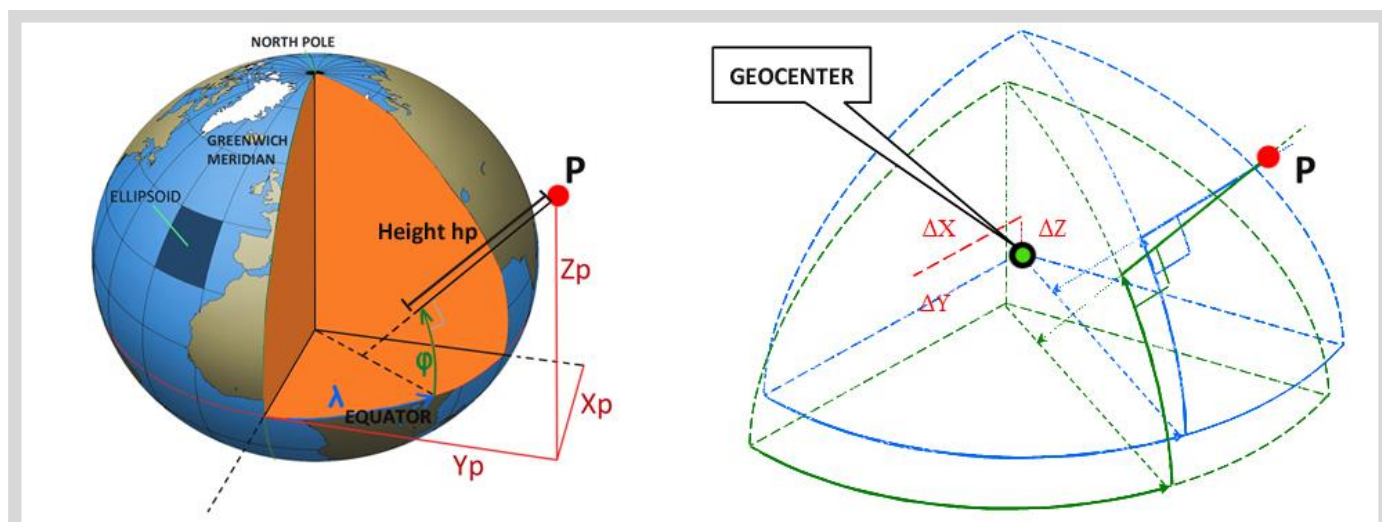 NORTH POLE
GREENWICH
MERIDIAN
ELLIPSOID
P
Height hp
Zp
φ
λ
EQUATOR
Xp
Yp
GEOCENTER
P
ΔX
ΔZ
ΔY